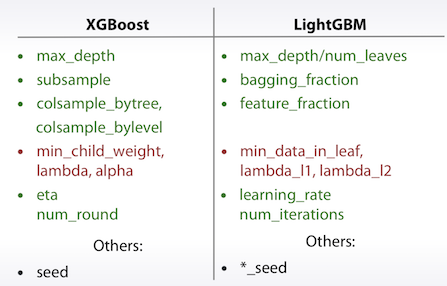 XGBoost
max_depth
subsample
colsample_bytree,
colsample_bylevel
min_child_weight,
lambda, alpha
eta
num_round
Others:
seed
LightGBM
max_depth/num_leaves
bagging_fraction
feature_fraction
min_data_in_leaf,
lambda_l1, lambda_l2
learning_rate
num_iterations
Others:
*_seed